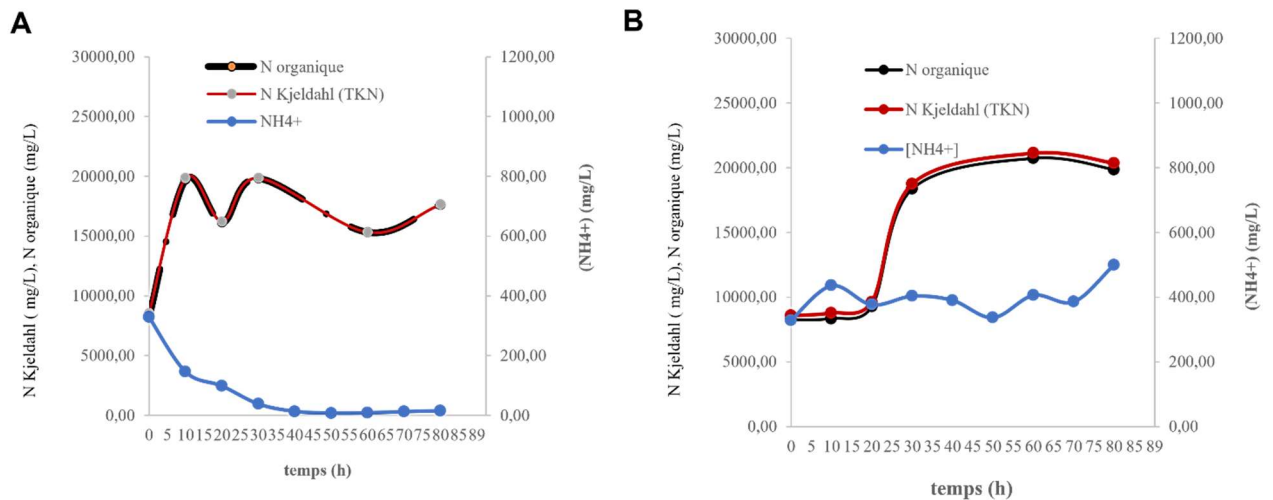 A
N Kjeldahl ( mg/L), N organique (mg/L)
30000,00
25000,00
20000,00
15000,00
10000,00
5000,00
0,00
N organique
N Kjeldahl (TKN)
NH4+
1200,00
1000,00
800,00
600,00
400,00
200,00
0,00
(NH4+) (mg/L)
0 5 10 15 20 25 30 35 40 45 50 55 60 65 70 75 80 85 89
temps (h)
B
N Kjeldahl ( mg/L), N organique (mg/L)
30000,00
25000,00
20000,00
15000,00
10000,00
5000,00
0,00
N organique
N Kjeldahl (TKN)
[NH4+]
1200,00
1000,00
800,00
600,00
400,00
200,00
0,00
(NH4+) (mg/L)
0 5 10 15 20 25 30 35 40 45 50 55 60 65 70 75 80 85 89
temps (h)